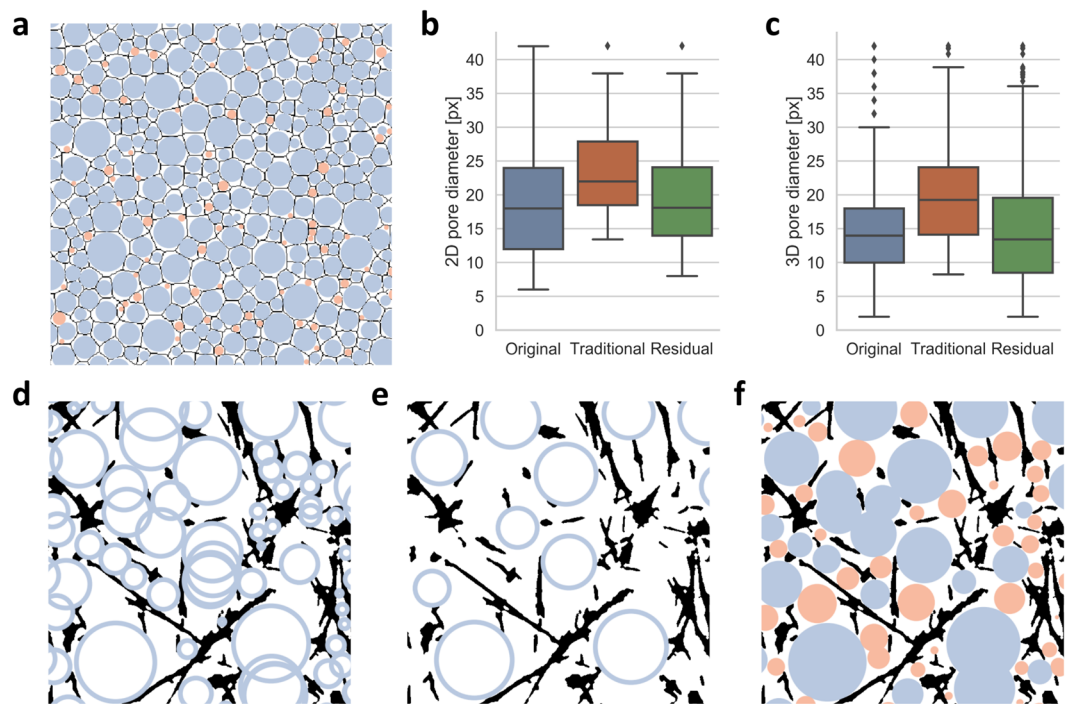 a
b
c
2D pore diameter [px]
40
35
30
25
20
15
10
5
0
Original Traditional Residual
3D pore diameter [px]
40
35
30
25
20
15
10
5
0
Original Traditional Residual
d
e
f